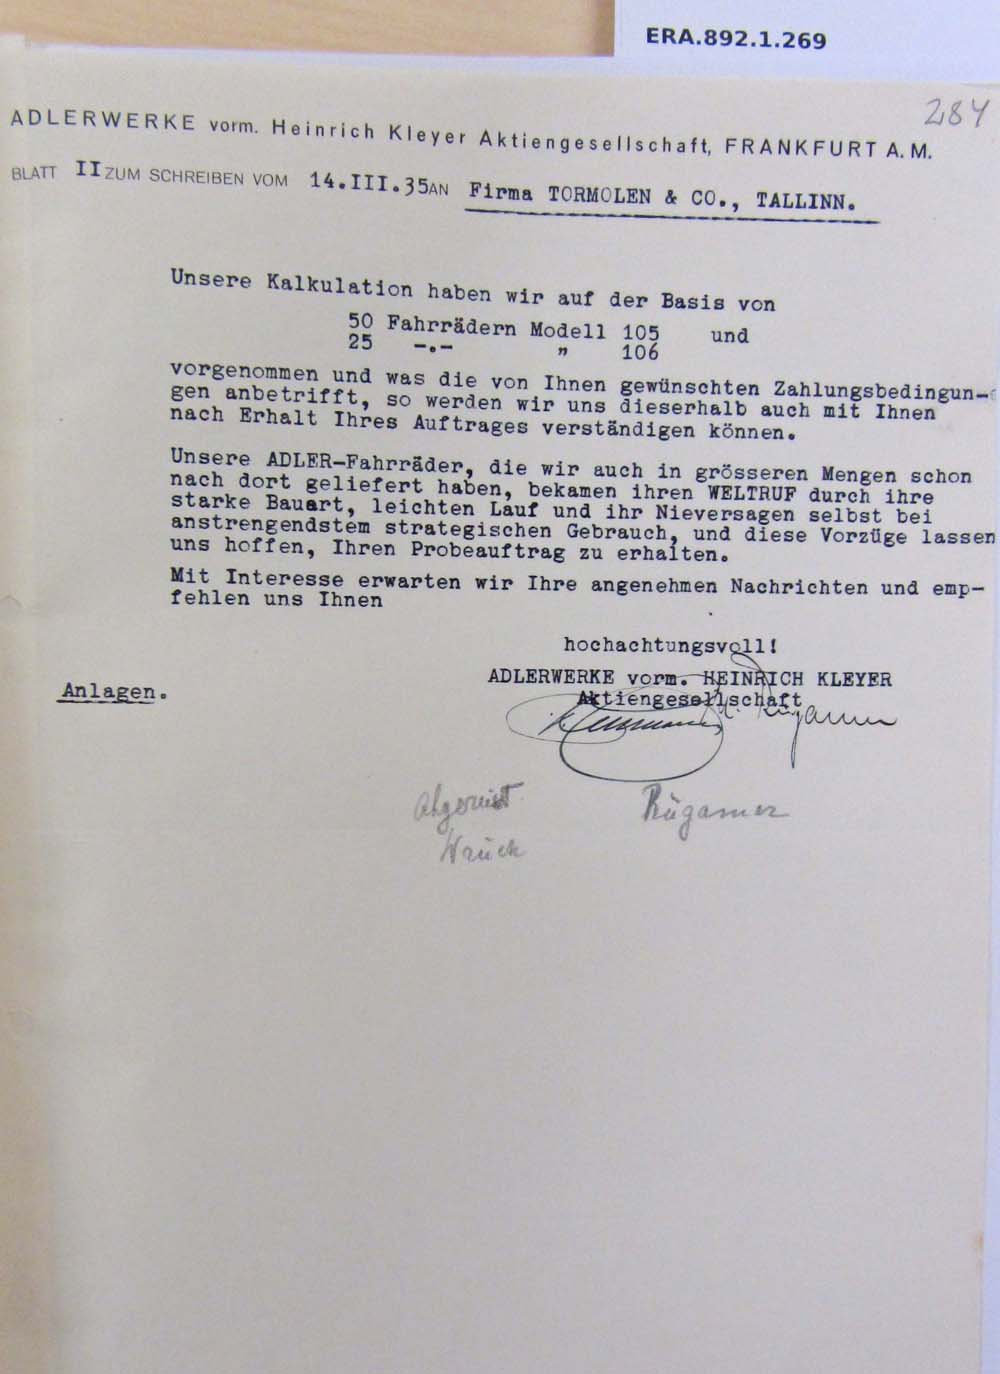 ERA.892.1.269
284
ADLERWERKE vorm. Heinrich Kleyer Aktiengesellschaft, FRANKFURT A. M.
BLATT II ZUM SCHREIBEN VOM 14.III.35 AN Firma TORMOLEN & CO., TALLINN.
Unsere Kalkulation haben wir auf der Basis von
50 Fahrrädern Modell 105 und
25 -.- " 106
vorgenommen und was die von Ihnen gewünschten Zahlungsbedingun-
gen anbetrifft, so werden wir uns dieserhalb auch mit Ihnen
nach Erhalt Ihres Auftrages verständigen können.
Unsere ADLER-Fahrräder, die wir auch in grösseren Mengen schon
nach dort geliefert haben, bekamen ihren WELTRUF durch ihre
starke Bauart, leichten Lauf und ihr Nieversagen selbst bei
anstrengendstem strategischen Gebrauch, und diese Vorzüge lassen
uns hoffen, Ihren Probeauftrag zu erhalten.
Mit Interesse erwarten wir Ihre angenehmen Nachrichten und emp-
fehlen uns Ihnen
hochachtungsvoll!
ADLERWERKE vorm. HEINRICH KLEYER
Aktiengesellschaft
Anlagen.
Rügamer